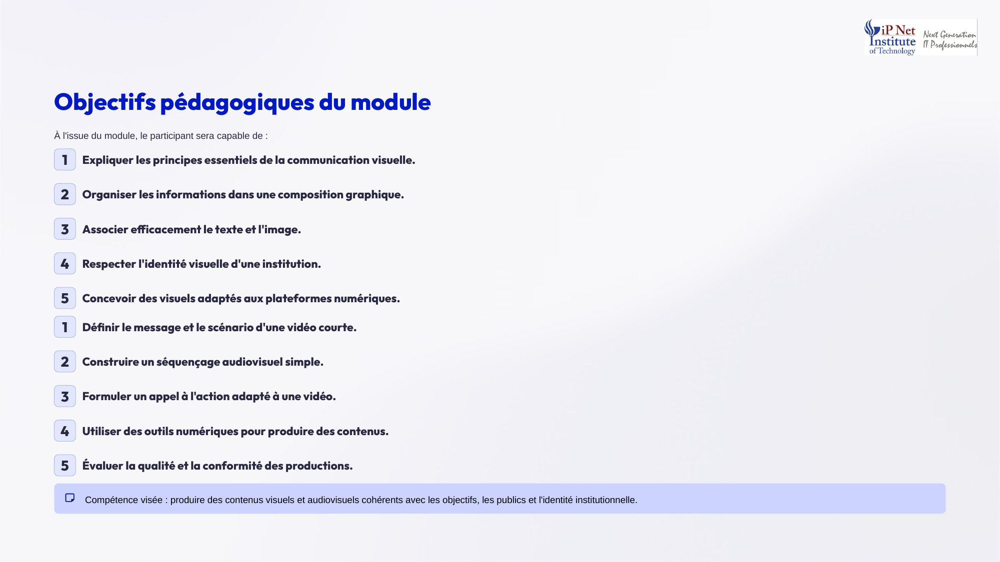 iP Net
Institute
of Technology
Next Generation
IT Professionnels
Objectifs pédagogiques du module
À l'issue du module, le participant sera capable de :
1 Expliquer les principes essentiels de la communication visuelle.
2 Organiser les informations dans une composition graphique.
3 Associer efficacement le texte et l'image.
4 Respecter l'identité visuelle d'une institution.
5 Concevoir des visuels adaptés aux plateformes numériques.
1 Définir le message et le scénario d'une vidéo courte.
2 Construire un séquençage audiovisuel simple.
3 Formuler un appel à l'action adapté à une vidéo.
4 Utiliser des outils numériques pour produire des contenus.
5 Évaluer la qualité et la conformité des productions.
Compétence visée : produire des contenus visuels et audiovisuels cohérents avec les objectifs, les publics et l'identité institutionnelle.